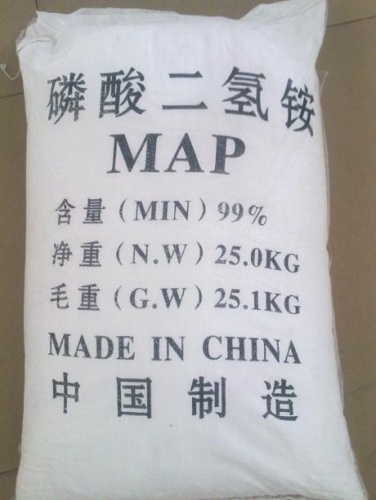 磷酸二氢铵
MAP
含量(MIN)99%
净重(N.W)25.0KG
毛重(G.W)25.1KG
MADE IN CHINA
中国制造